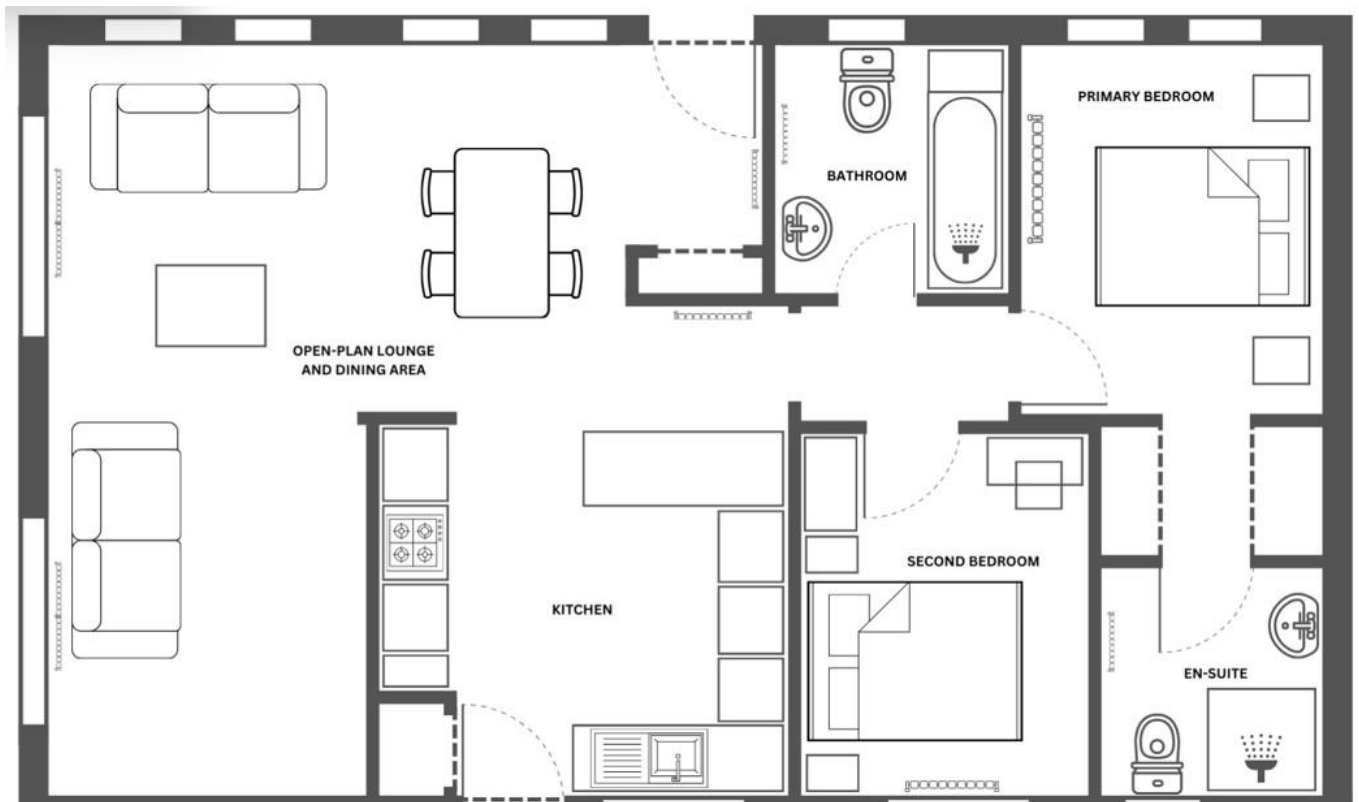 PRIMARY BEDROOM
BATHROOM
OPEN-PLAN LOUNGE
AND DINING AREA
SECOND BEDROOM
KITCHEN
EN-SUITE